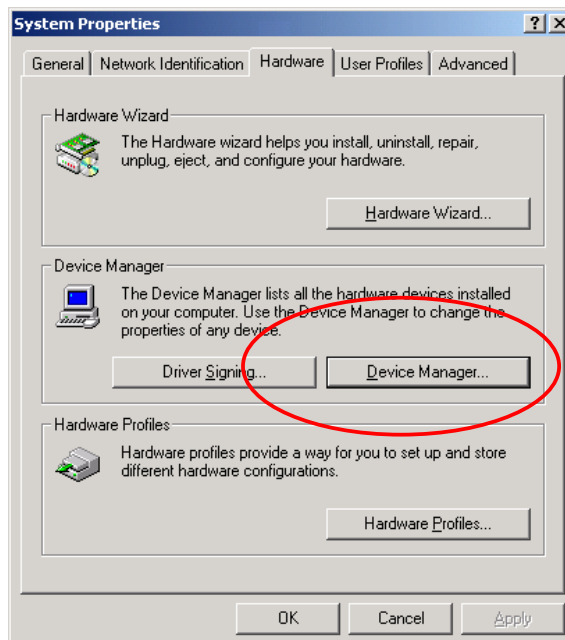 System Properties
General
Network Identification
Hardware
User Profiles
Advanced
Hardware Wizard
The Hardware wizard helps you install, uninstall, repair,
unplug, eject, and configure your hardware.
Hardware Wizard...
Device Manager
The Device Manager lists all the hardware devices installed
on your computer. Use the Device Manager to change the
properties of any device.
Driver Signing...
Device Manager...
Hardware Profiles
Hardware profiles provide a way for you to set up and store
different hardware configurations.
Hardware Profiles...
OK
Cancel
Apply